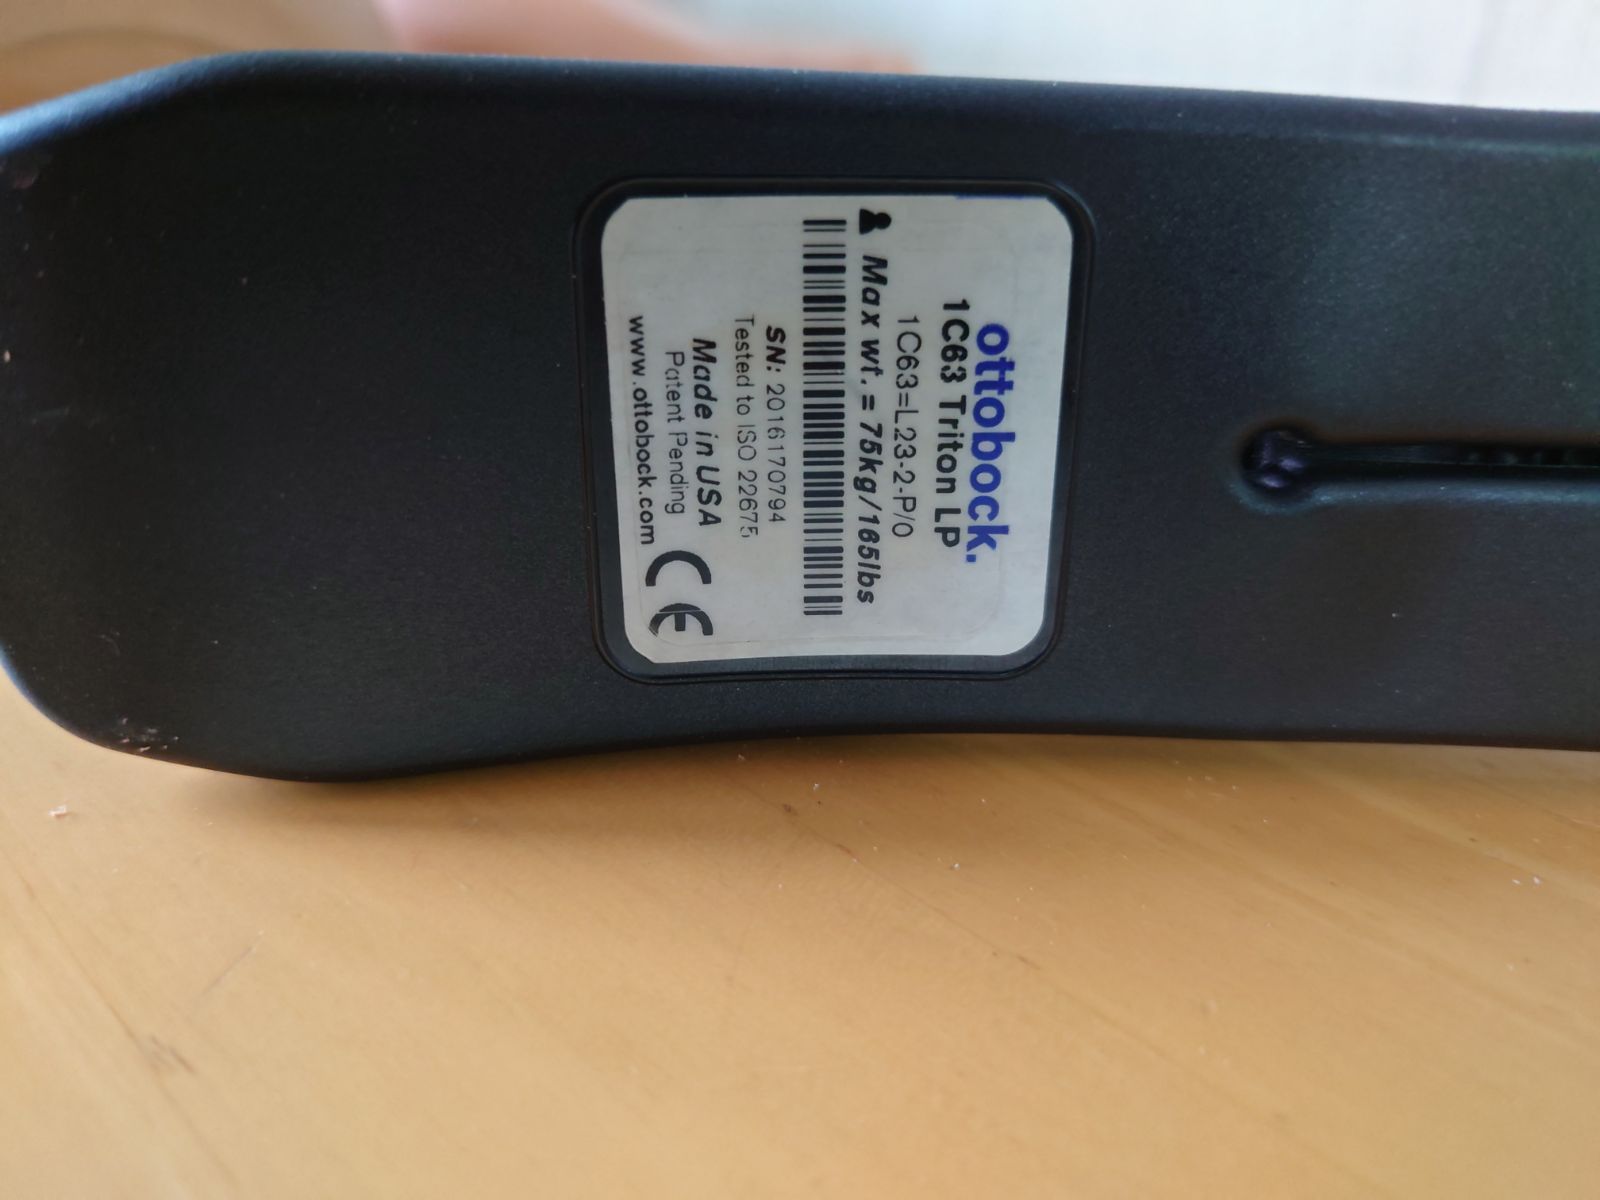 ottobock.
1C63 Triton LP
1C63=L23-2-P/0
Max wt. = 75kg/165lbs
SN: 2016170794
Tested to ISO 22675
Made in USA
Patent Pending
www.ottobock.com
CE